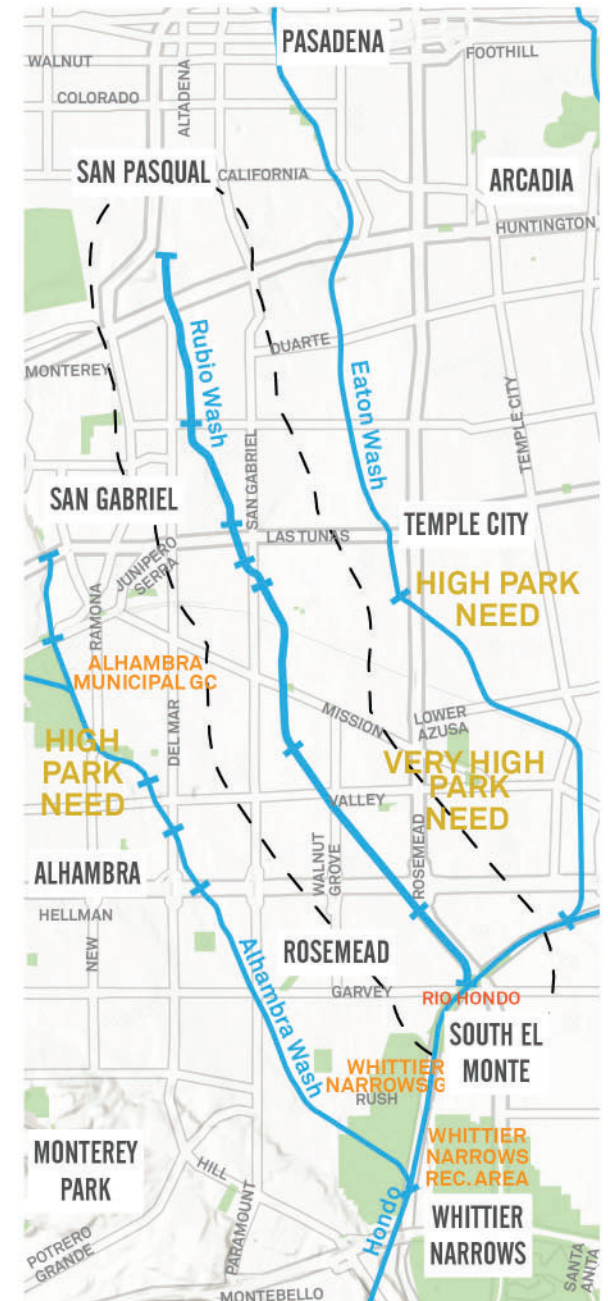 PASADENA
WALNUT
FOOTHILL
COLORADO
ALTADENA
SAN PASQUAL
CALIFORNIA
ARCADIA
HUNTINGTON
Rubio Wash
DUARTE
MONTEREY
Eaton Wash
TEMPLE CITY
SAN GABRIEL
SAN GABRIEL
LAS TUNAS
TEMPLE CITY
JUNIPERO
SERRA
HIGH PARK
NEED
RAMONA
ALHAMBRA
MUNICIPAL GC
DEL MAR
MISSION
LOWER
AZUSA
HIGH
PARK
NEED
VERY HIGH
PARK
NEED
VALLEY
ROSEMEAD
WALNUT
GROVE
ALHAMBRA
HELLMAN
NEW
ROSEMEAD
Alhambra Wash
GARVEY
RIO HONDO
SOUTH EL
MONTE
WHITTIER
NARROWS G
RUSH
WHITTIER
NARROWS
REC. AREA
MONTEREY
PARK
HILL
Hondo
WHITTIER
NARROWS
PARAMOUNT
POTRERO
GRANDE
SANTA
ANITA
MONTEBELLO